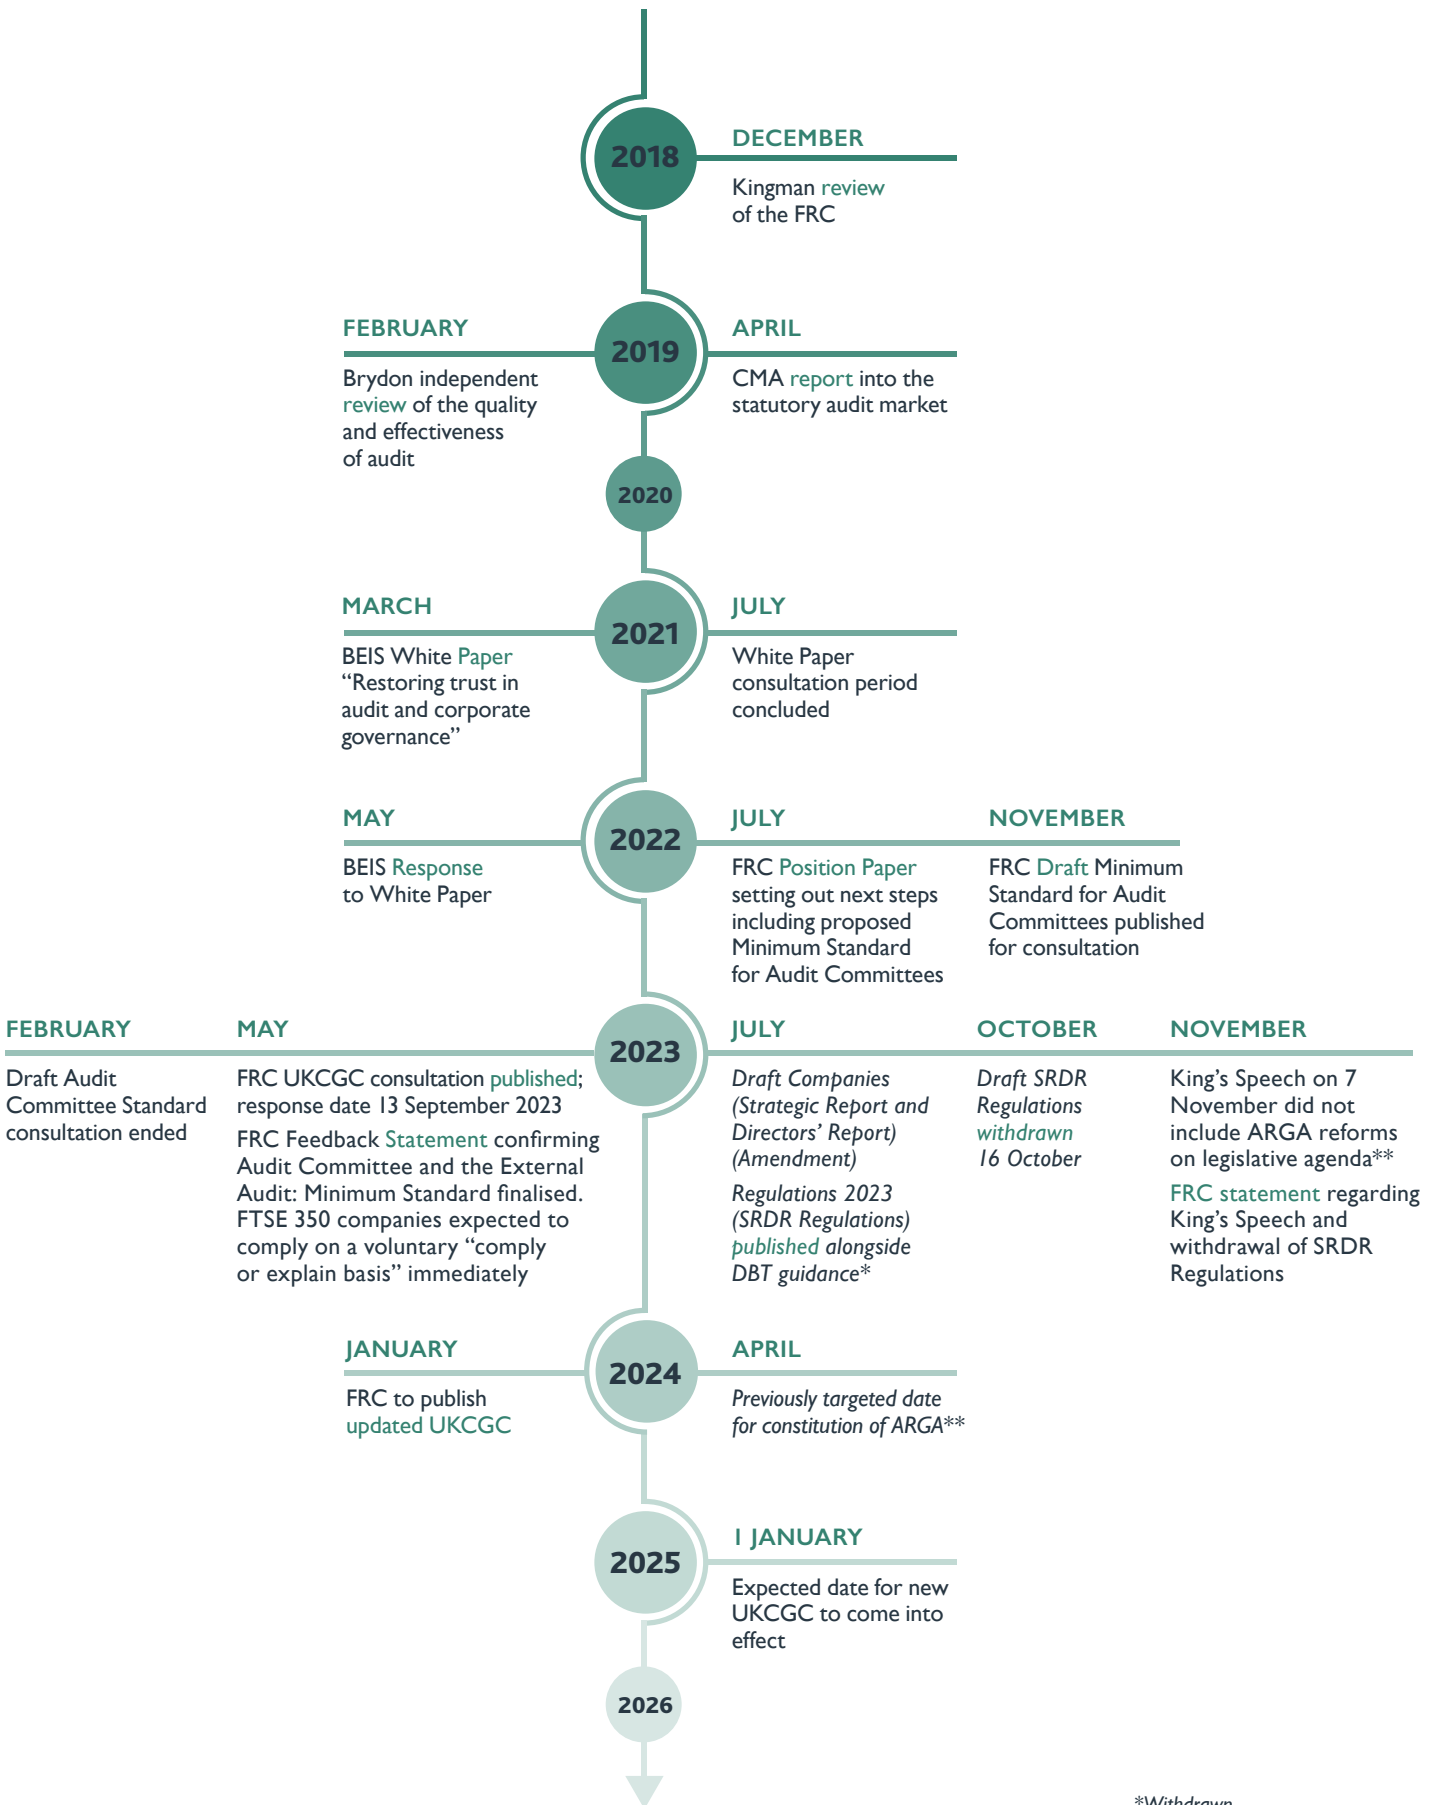 2018
DECEMBER
Kingman review
of the FRC
2019
FEBRUARY
Brydon independent
review of the quality
and effectiveness
of audit
APRIL
CMA report into the
statutory audit market
2020
2021
MARCH
BEIS White Paper
“Restoring trust in
audit and corporate
governance”
JULY
White Paper
consultation period
concluded
2022
MAY
BEIS Response
to White Paper
JULY
FRC Position Paper
setting out next steps
including proposed
Minimum Standard
for Audit Committees
NOVEMBER
FRC Draft Minimum
Standard for Audit
Committees published
for consultation
2023
FEBRUARY
Draft Audit
Committee Standard
consultation ended
MAY
FRC UKCGC consultation published;
response date 13 September 2023
FRC Feedback Statement confirming
Audit Committee and the External
Audit: Minimum Standard finalised.
FTSE 350 companies expected to
comply on a voluntary “comply
or explain basis” immediately
JULY
Draft Companies
(Strategic Report and
Directors’ Report)
(Amendment)
Regulations 2023
(SRDR Regulations)
published alongside
DBT guidance*
OCTOBER
Draft SRDR
Regulations
withdrawn
16 October
NOVEMBER
King’s Speech on 7
November did not
include ARGA reforms
on legislative agenda**
FRC statement regarding
King’s Speech and
withdrawal of SRDR
Regulations
2024
JANUARY
FRC to publish
updated UKCGC
APRIL
Previously targeted date
for constitution of ARGA**
2025
1 JANUARY
Expected date for new
UKCGC to come into
effect
2026
*Withdrawn